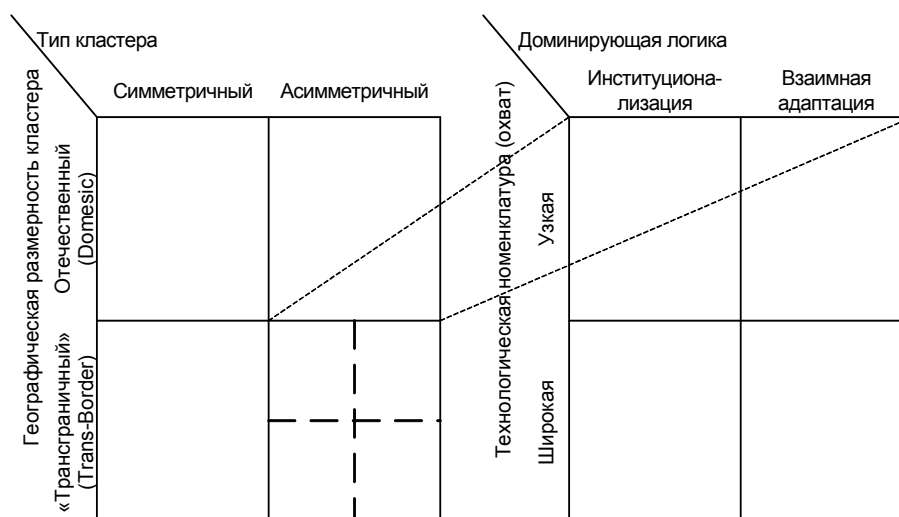 Тип кластера
Симметричный
Асимметричный
Географическая размерность кластера
Отечественный
(Domesic)
«Трансграничный»
(Trans-Border)
Доминирующая логика
Институциона-
лизация
Взаимная
адаптация
Технологическая номенклатура (охват)
Узкая
Широкая